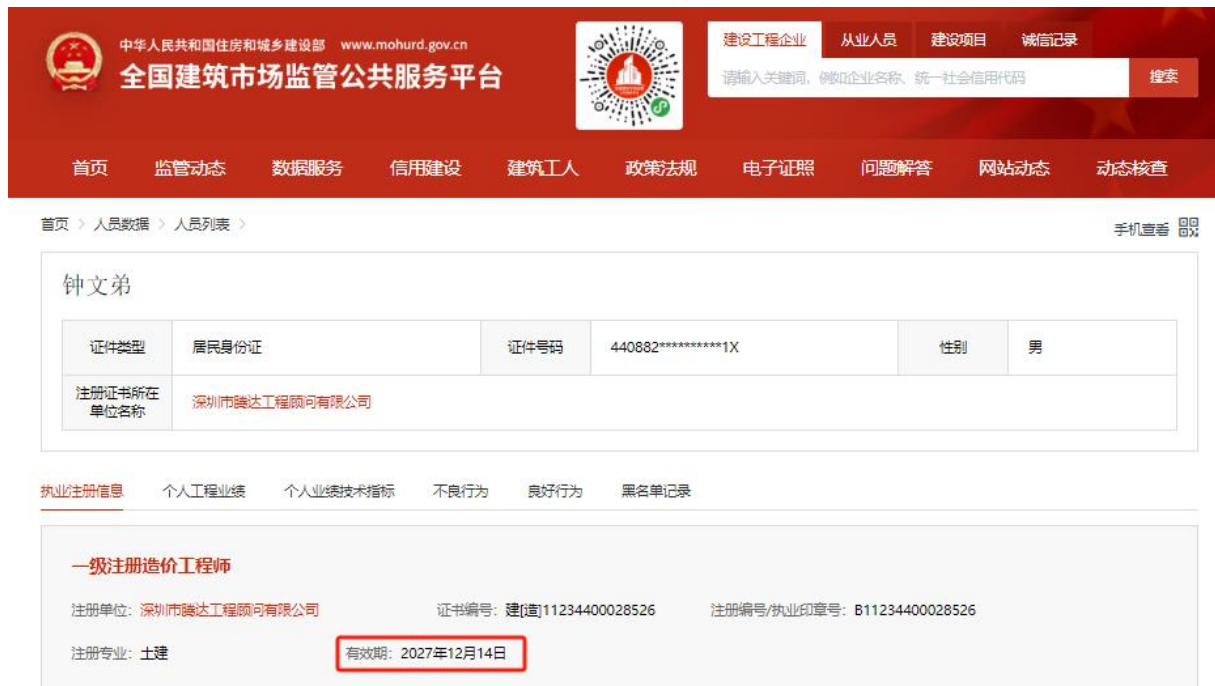 中华人民共和国住房和城乡建设部 www.mohurd.gov.cn
全国建筑市场监管公共服务平台
建设工程企业 从业人员 建设项目 诚信记录
请输入关键词，例如企业名称、统一社会信用代码 搜索
首页 监管动态 数据服务 信用建设 建筑工人 政策法规 电子证照 问题解答 网站动态 动态核查
首页 > 人员数据 > 人员列表 >
手机查看
钟文弟
证件类型 居民身份证 证件号码 440882**********1X 性别 男
注册证书所在
单位名称
深圳市腾达工程顾问有限公司
执业注册信息 个人工程业绩 个人业绩技术指标 不良行为 良好行为 黑名单记录
一级注册造价工程师
注册单位: 深圳市腾达工程顾问有限公司 证书编号: 建[造]11234400028526 注册编号/执业印章号: B11234400028526
注册专业: 土建 有效期: 2027年12月14日